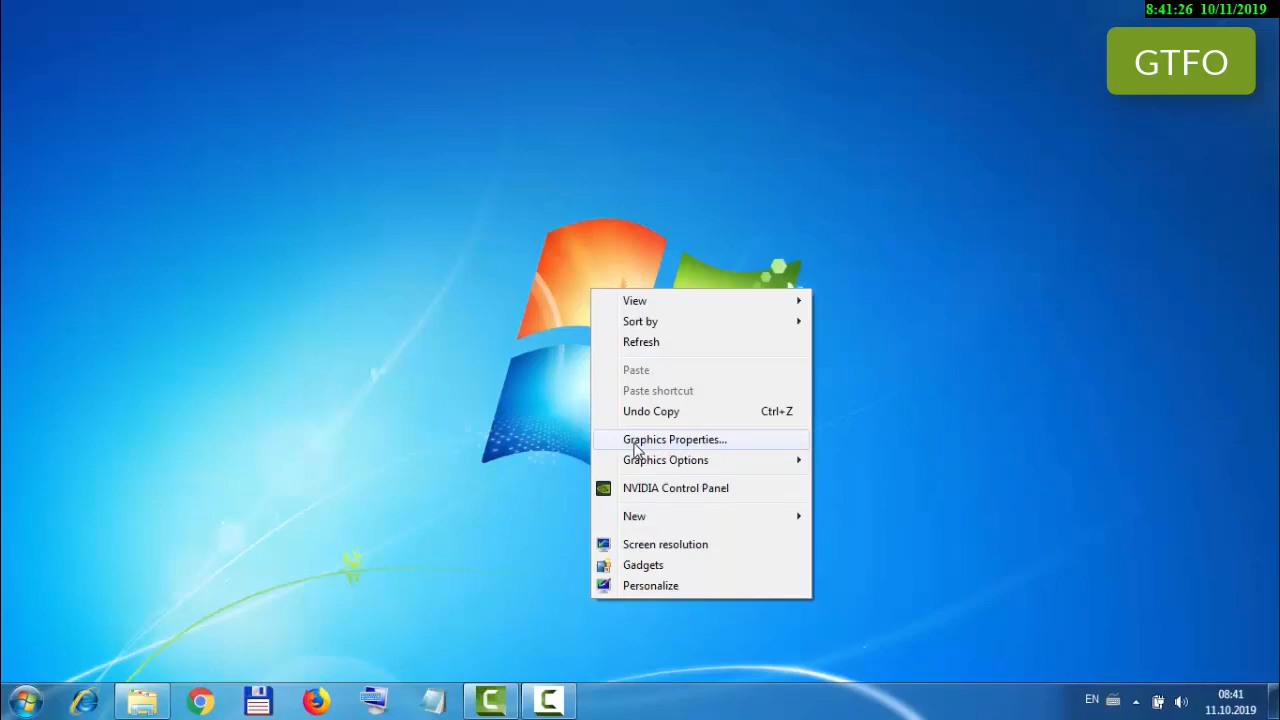 8:41:26 10/11/2019
GTFO
View
Sort by
Refresh
Paste
Paste shortcut
Undo Copy Ctrl+Z
Graphics Properties...
Graphics Options
NVIDIA Control Panel
New
Screen resolution
Gadgets
Personalize
EN
08:41
11.10.2019